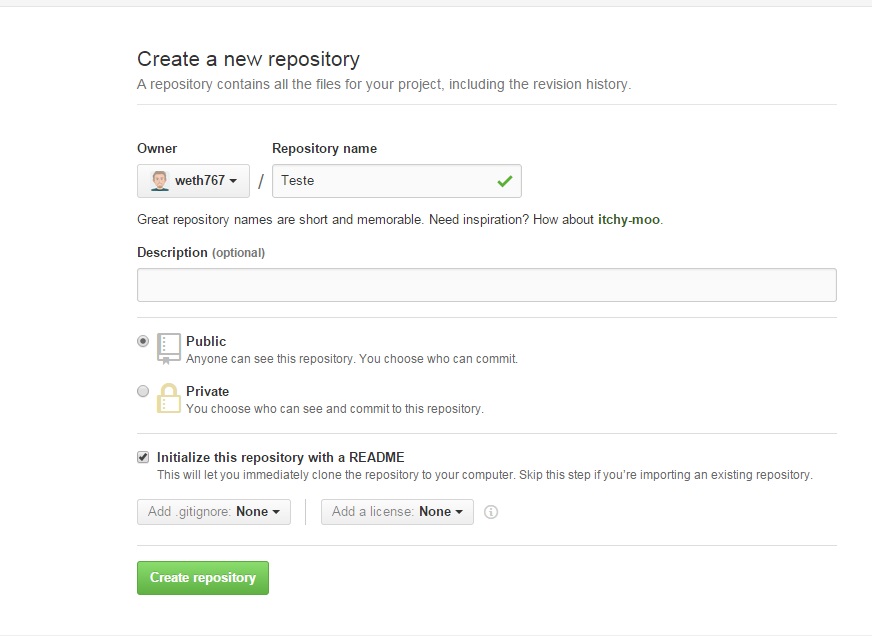 Create a new repository
A repository contains all the files for your project, including the revision history.
Owner
Repository name
weth767 / Teste
Great repository names are short and memorable. Need inspiration? How about itchy-moo.
Description (optional)
Public
Anyone can see this repository. You choose who can commit.
Private
You choose who can see and commit to this repository.
Initialize this repository with a README
This will let you immediately clone the repository to your computer. Skip this step if you’re importing an existing repository.
Add .gitignore: None
Add a license: None
Create repository